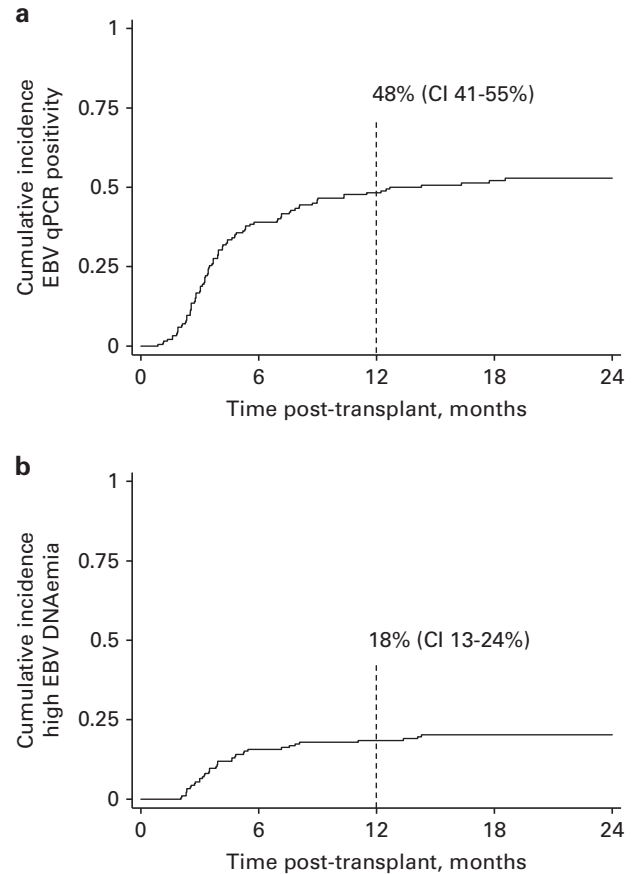 a
Cumulative incidence
EBV qPCR positivity
1
0.75
0.5
0.25
0
48% (CI 41-55%)
0
6
12
18
24
Time post-transplant, months
b
Cumulative incidence
high EBV DNAemia
1
0.75
0.5
0.25
0
18% (CI 13-24%)
0
6
12
18
24
Time post-transplant, months